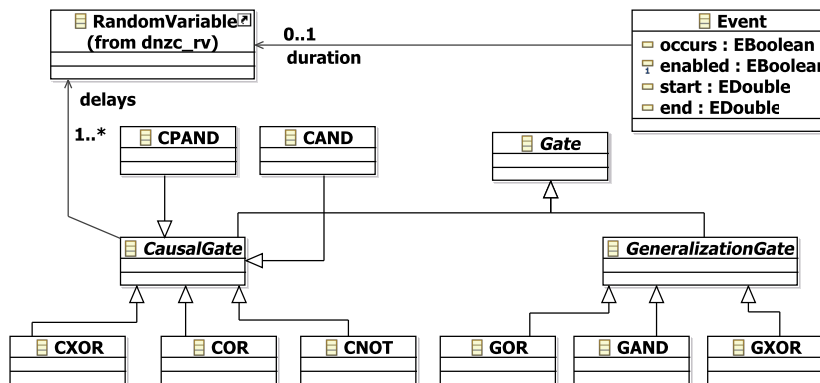 RandomVariable
(from dnzc_rv)
0..1
duration
Event
occurs : EBoolean
enabled : EBoolean
start : EDouble
end : EDouble
delays
1..*
CPAND
CAND
Gate
CausalGate
GeneralizationGate
CXOR
COR
CNOT
GOR
GAND
GXOR